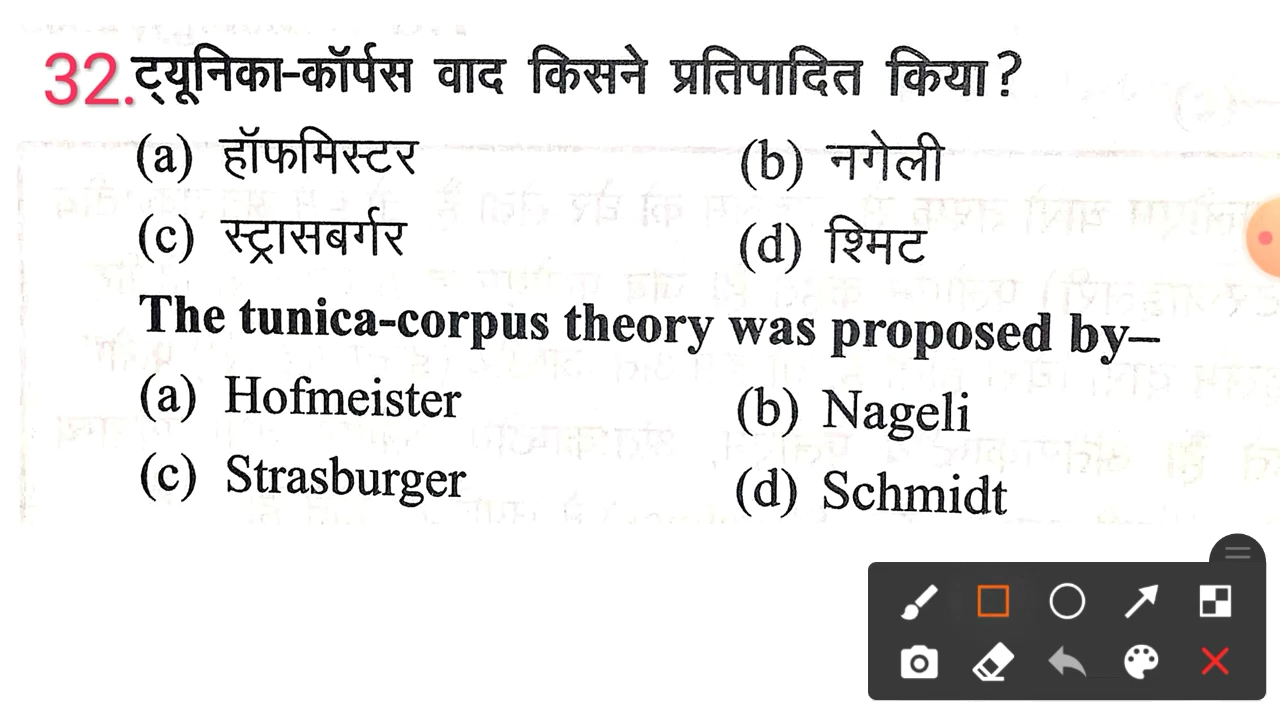 32. ट्यूनिका-कॉर्पस वाद किसने प्रतिपादित किया?
(a) हॉफमिस्टर (b) नगेली
(c) स्ट्रासबर्गर (d) श्मिट
The tunica-corpus theory was proposed by–
(a) Hofmeister (b) Nageli
(c) Strasburger (d) Schmidt